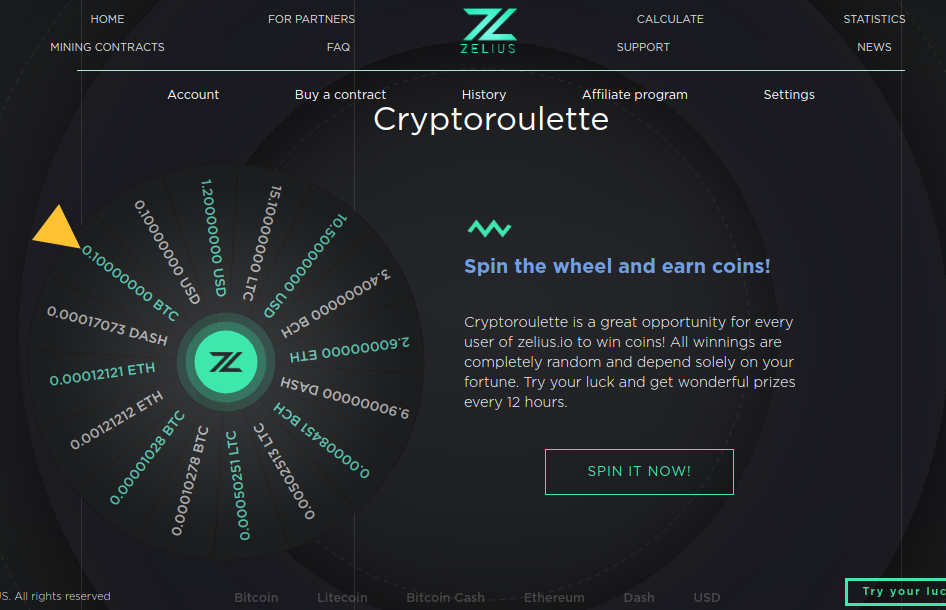 HOME
FOR PARTNERS
CALCULATE
STATISTICS
MINING CONTRACTS
FAQ
ZELIUS
SUPPORT
NEWS
Account
Buy a contract
History
Affiliate program
Settings
Cryptoroulette
0.10000000 BTC
0.10000000 USD
1.20000000 USD
15.10000000 LTC
10.50000000 USD
3.40000000 BCH
2.60000000 ETH
6.90000000 DASH
0.00008451 BCH
0.00502513 LTC
0.00050251 LTC
0.00010278 BTC
0.00001028 BTC
0.00121212 ETH
0.00012121 ETH
0.00017073 DASH
Spin the wheel and earn coins!
Cryptoroulette is a great opportunity for every
user of zelius.io to win coins! All winnings are
completely random and depend solely on your
fortune. Try your luck and get wonderful prizes
every 12 hours.
SPIN IT NOW!
US. All rights reserved
Bitcoin
Litecoin
Bitcoin Cash
Ethereum
Dash
USD
Try your luc